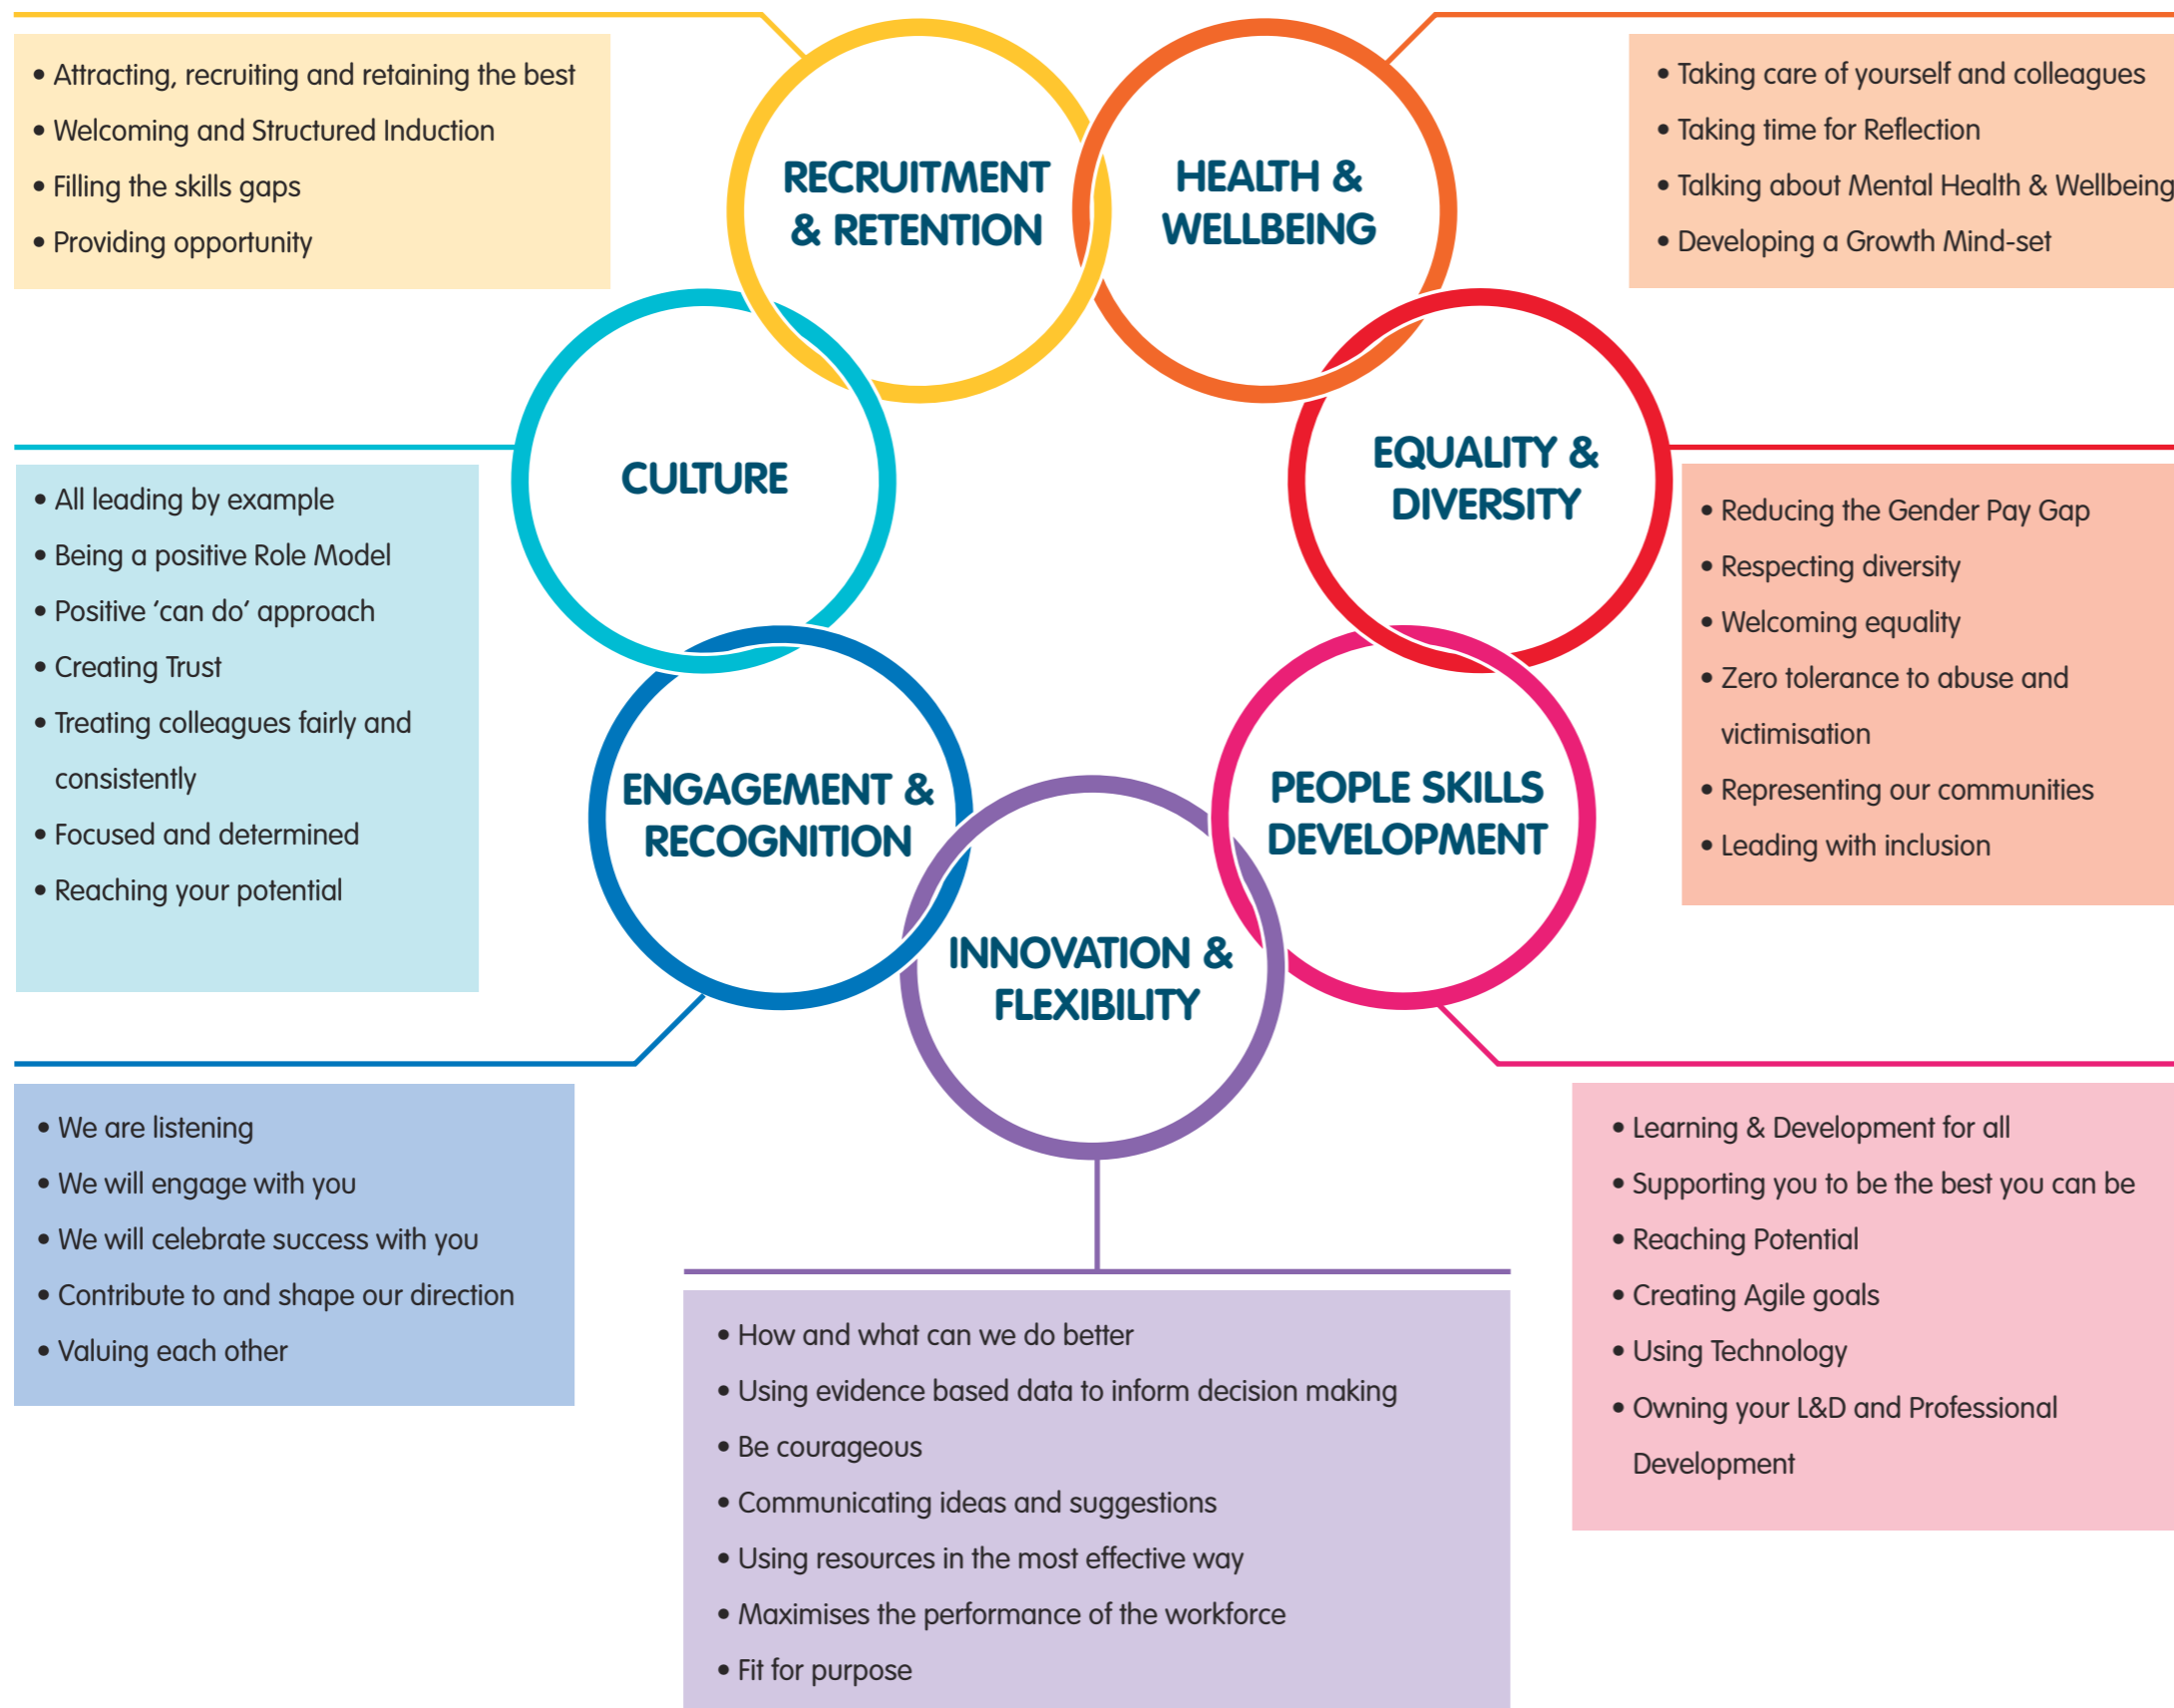 • Attracting, recruiting and retaining the best
• Welcoming and Structured Induction
• Filling the skills gaps
• Providing opportunity
RECRUITMENT
& RETENTION
HEALTH &
WELLBEING
• Taking care of yourself and colleagues
• Taking time for Reflection
• Talking about Mental Health & Wellbeing
• Developing a Growth Mind-set
CULTURE
• All leading by example
• Being a positive Role Model
• Positive ‘can do’ approach
• Creating Trust
• Treating colleagues fairly and
consistently
• Focused and determined
• Reaching your potential
EQUALITY &
DIVERSITY
• Reducing the Gender Pay Gap
• Respecting diversity
• Welcoming equality
• Zero tolerance to abuse and
victimisation
• Representing our communities
• Leading with inclusion
ENGAGEMENT &
RECOGNITION
• We are listening
• We will engage with you
• We will celebrate success with you
• Contribute to and shape our direction
• Valuing each other
INNOVATION &
FLEXIBILITY
• How and what can we do better
• Using evidence based data to inform decision making
• Be courageous
• Communicating ideas and suggestions
• Using resources in the most effective way
• Maximises the performance of the workforce
• Fit for purpose
PEOPLE SKILLS
DEVELOPMENT
• Learning & Development for all
• Supporting you to be the best you can be
• Reaching Potential
• Creating Agile goals
• Using Technology
• Owning your L&D and Professional
Development